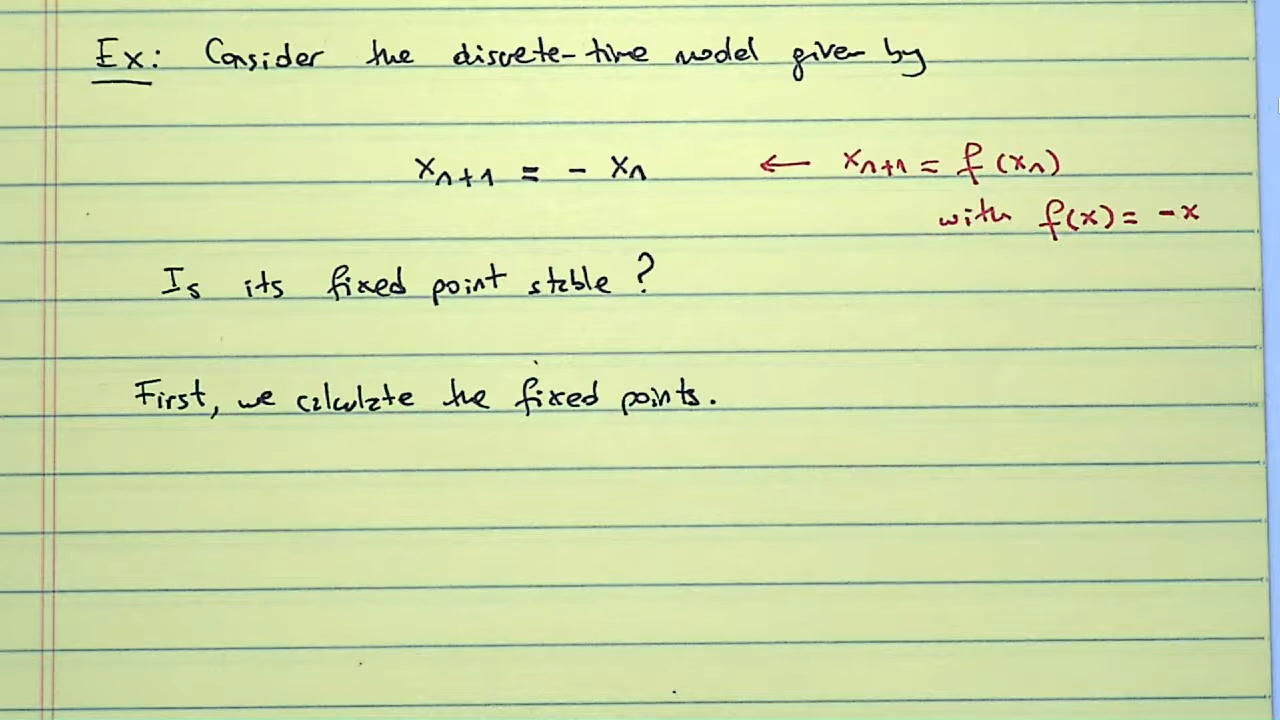 Ex: Consider the discrete-time model given by
xₙ₊₁ = - xₙ ← xₙ₊₁ = f(xₙ)
with f(x) = -x
Is its fixed point stable?
First, we calculate the fixed points.